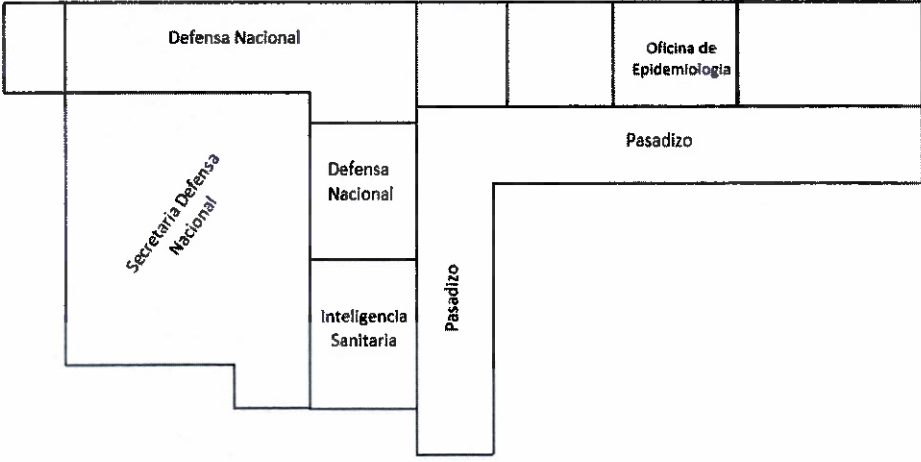 Defensa Nacional
Oficina de
Epidemiologia
Pasadizo
Defensa
Nacional
Secretaria Defensa
Nacional
Inteligencia
Sanitaria
Pasadizo